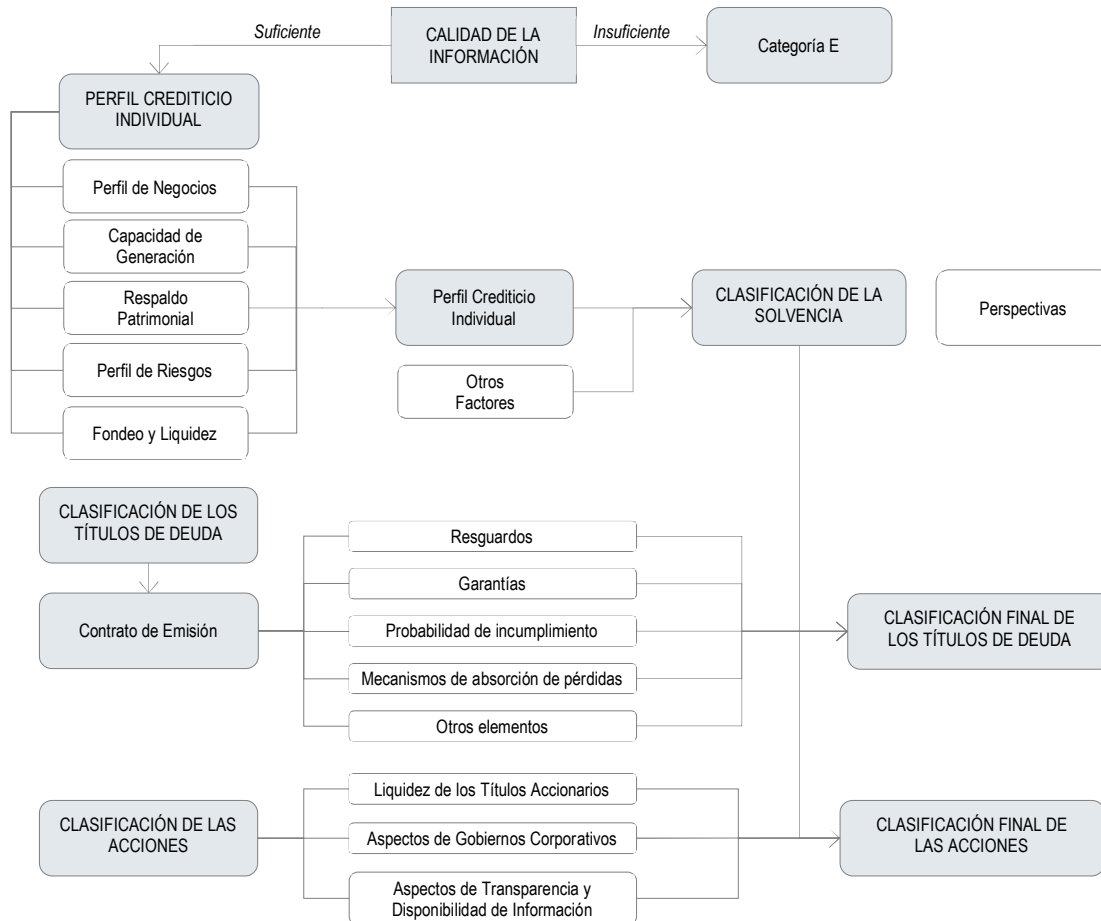 Suficiente
CALIDAD DE LA
INFORMACIÓN
Insuficiente
Categoría E
PERFIL CREDITICIO
INDIVIDUAL
Perfil de Negocios
Capacidad de
Generación
Respaldo
Patrimonial
Perfil de Riesgos
Fondeo y Liquidez
Perfil Crediticio
Individual
Otros
Factores
CLASIFICACIÓN DE LA
SOLVENCIA
Perspectivas
CLASIFICACIÓN DE LOS
TÍTULOS DE DEUDA
Contrato de Emisión
Resguardos
Garantías
Probabilidad de incumplimiento
Mecanismos de absorción de pérdidas
Otros elementos
CLASIFICACIÓN FINAL DE
LOS TÍTULOS DE DEUDA
CLASIFICACIÓN DE LAS
ACCIONES
Liquidez de los Títulos Accionarios
Aspectos de Gobiernos Corporativos
Aspectos de Transparencia y
Disponibilidad de Información
CLASIFICACIÓN FINAL DE
LAS ACCIONES